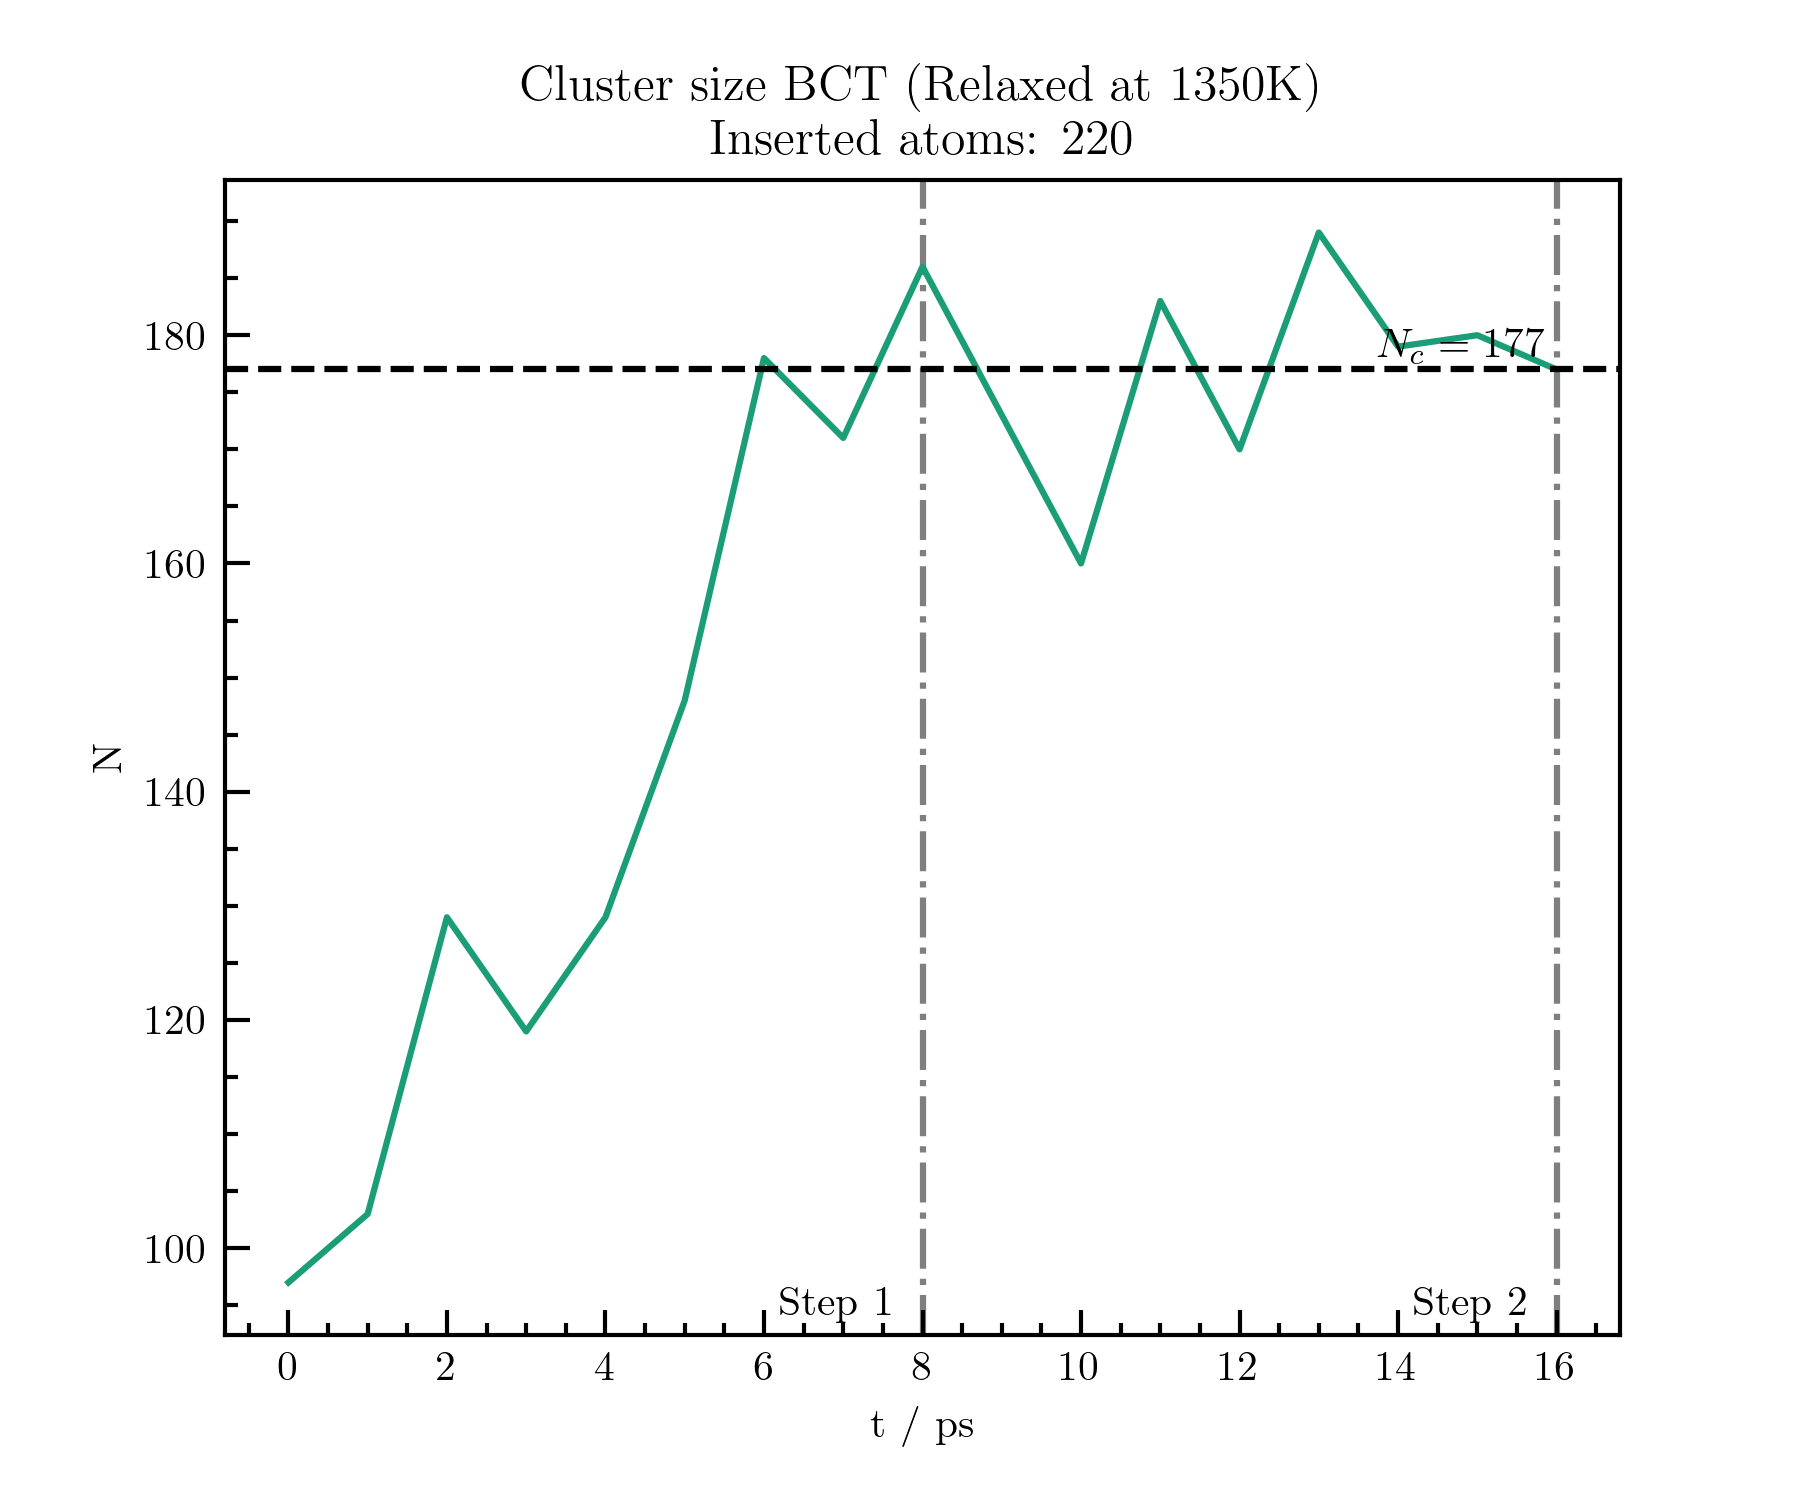 Cluster size BCT (Relaxed at 1350K)
Inserted atoms: 220
N
180
160
140
120
100
N_c = 177
Step 1
Step 2
0 2 4 6 8 10 12 14 16
t / ps